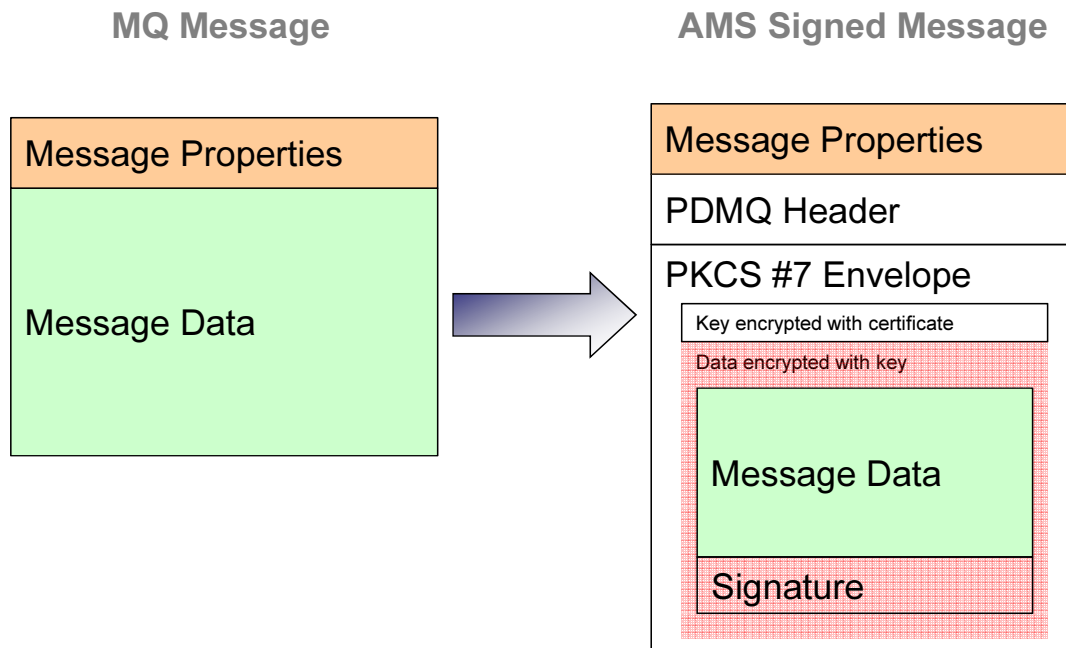 MQ Message
Message Properties
Message Data
AMS Signed Message
Message Properties
PDMQ Header
PKCS #7 Envelope
Key encrypted with certificate
Data encrypted with key
Message Data
Signature